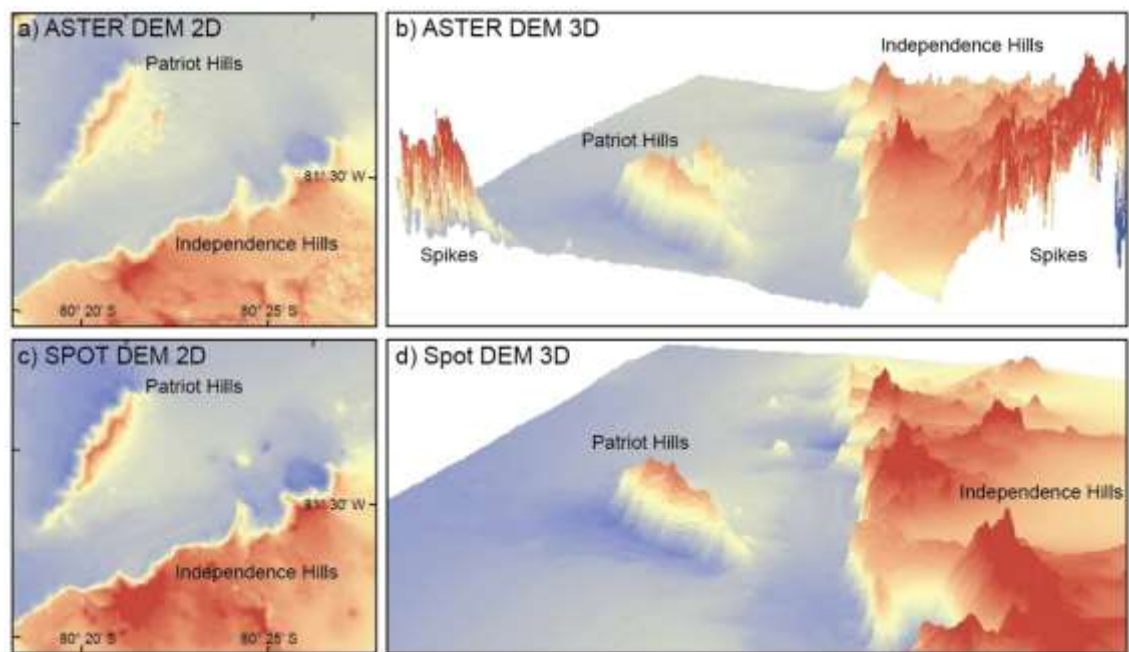 a) ASTER DEM 2D
Patriot Hills
81° 30' W
Independence Hills
80° 20' S
80° 25' S
b) ASTER DEM 3D
Independence Hills
Patriot Hills
Spikes
Spikes
c) SPOT DEM 2D
Patriot Hills
81° 30' W
Independence Hills
80° 20' S
80° 25' S
d) Spot DEM 3D
Patriot Hills
Independence Hills